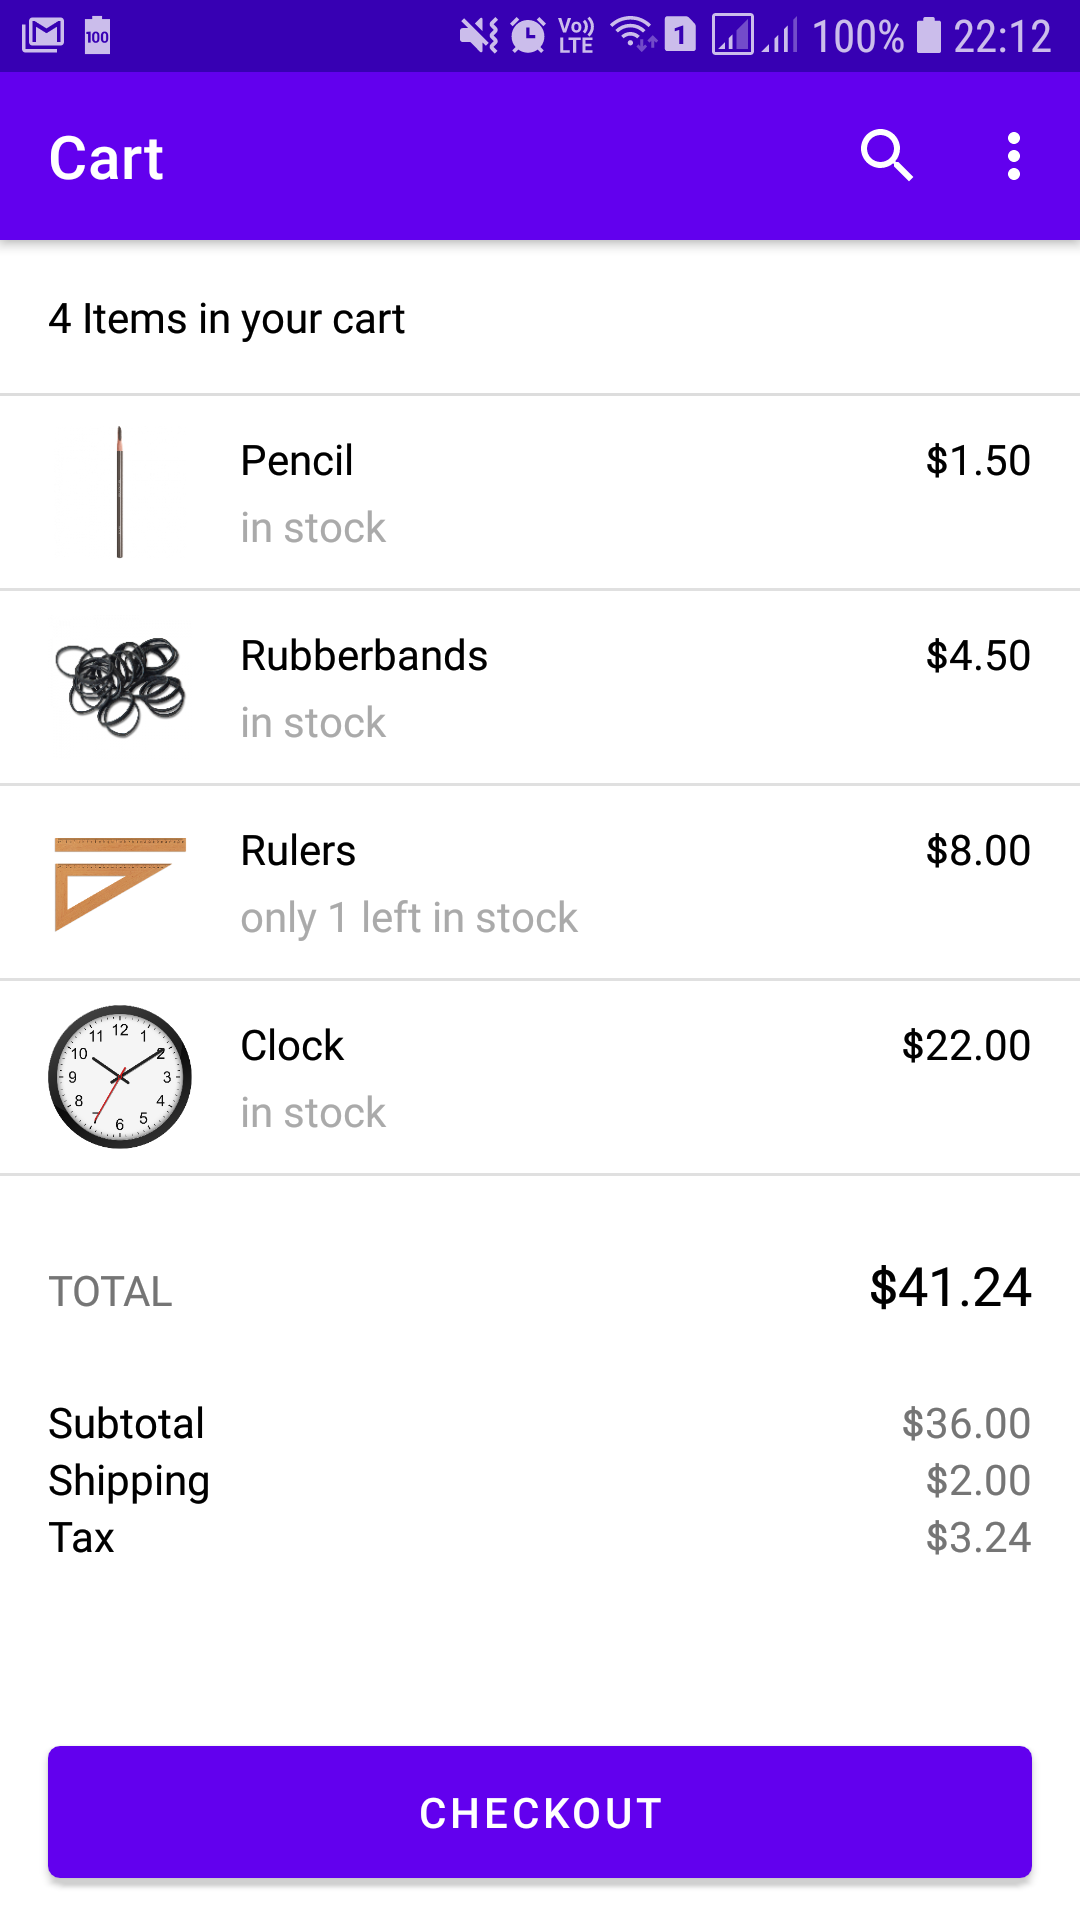 100 Vo)) LTE 1 100% 22:12
Cart
4 Items in your cart
Pencil $1.50
in stock
Rubberbands $4.50
in stock
Rulers $8.00
only 1 left in stock
Clock $22.00
in stock
12
11 1
10 2
9 3
8 4
7 5
6
TOTAL $41.24
Subtotal $36.00
Shipping $2.00
Tax $3.24
CHECKOUT